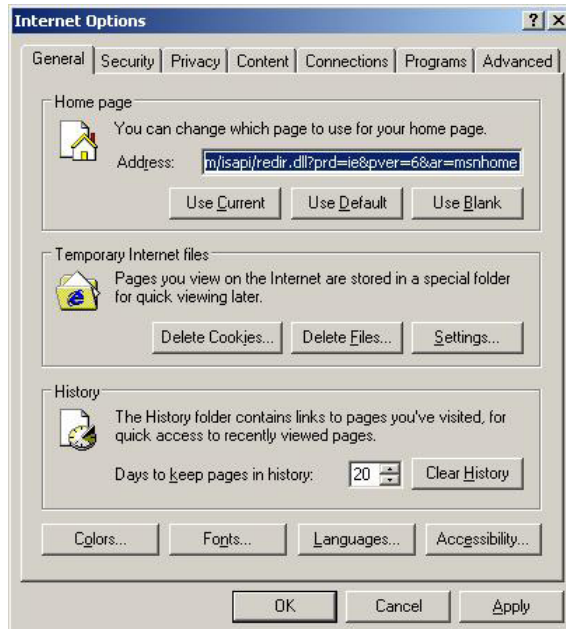 Internet Options
General Security Privacy Content Connections Programs Advanced
Home page
You can change which page to use for your home page.
Address: m/isapi/redir.dll?prd=ie&pver=6&ar=msnhome
Use Current Use Default Use Blank
Temporary Internet files
Pages you view on the Internet are stored in a special folder
for quick viewing later.
Delete Cookies... Delete Files... Settings...
History
The History folder contains links to pages you've visited, for
quick access to recently viewed pages.
Days to keep pages in history: 20 Clear History
Colors... Fonts... Languages... Accessibility...
OK Cancel Apply